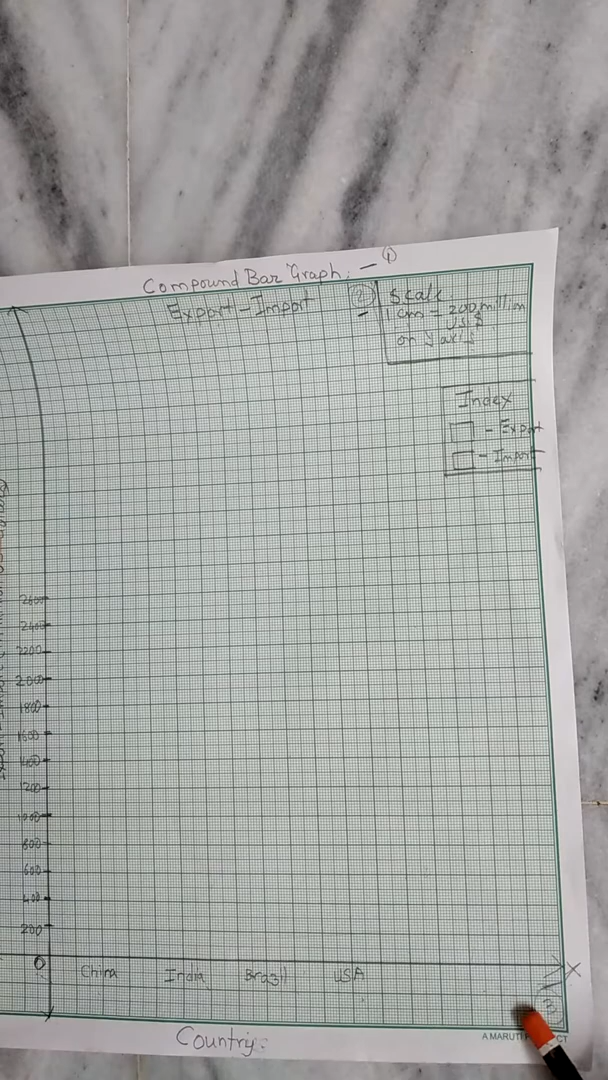 Compound Bar Graph. - 1
Export-Import
2
Scale
1 cm = 200 million
US $
on y axis
Index
- Export
- Import
2600
2400
2200
2000
1800
1600
1400
1200
1000
800
600
400
200
0
China India Brazil USA
X
3
Country:
A MARUTI
CT